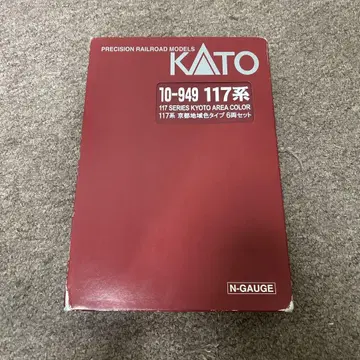 PRECISION RAILROAD MODELS
KATO
10-949 117系
117 SERIES KYOTO AREA COLOR
117系 京都地域色タイプ 6両セット
N-GAUGE